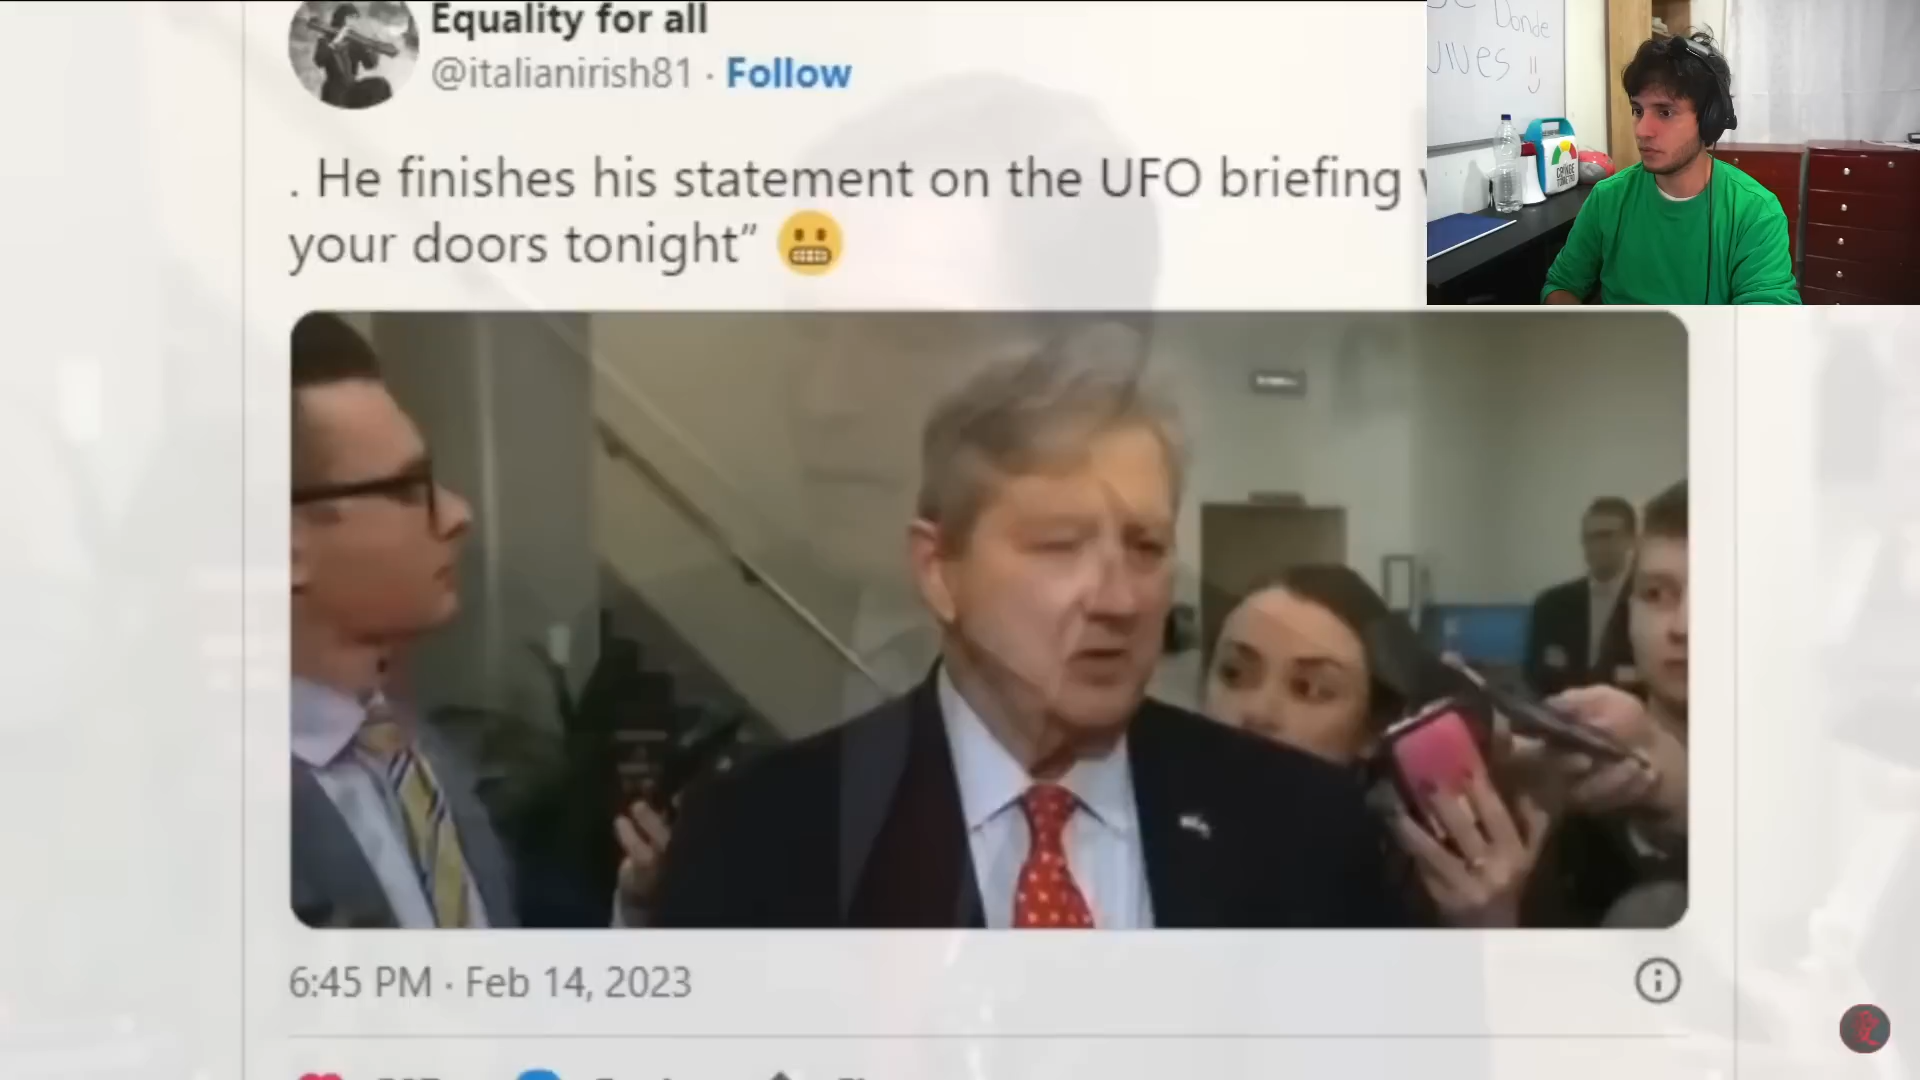 Equality for all
@italianirish81 · Follow
Donde
. He finishes his statement on the UFO briefing
your doors tonight” 😬
6:45 PM · Feb 14, 2023